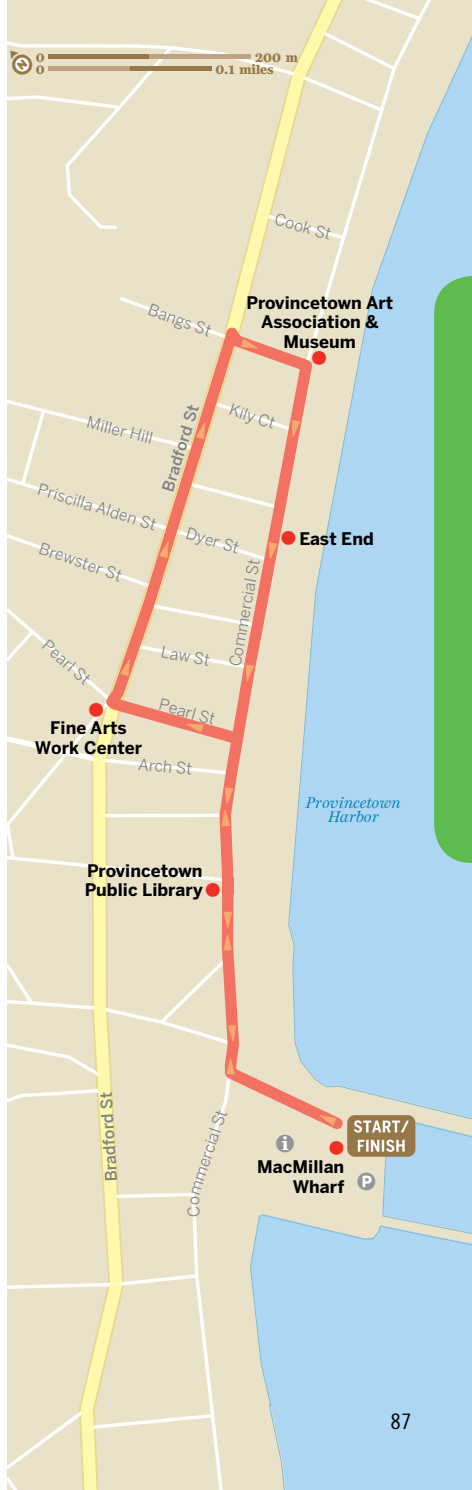 0 200 m
0 0.1 miles
N
Cook St
Bangs St
Provincetown Art
Association &
Museum
Kily Ct
Miller Hill
Bradford St
Priscilla Alden St
Dyer St
East End
Brewster St
Commercial St
Law St
Pearl St
Pearl St
Fine Arts
Work Center
Arch St
Provincetown
Harbor
Provincetown
Public Library
Bradford St
Commercial St
START/
FINISH
i
MacMillan
Wharf
P
87